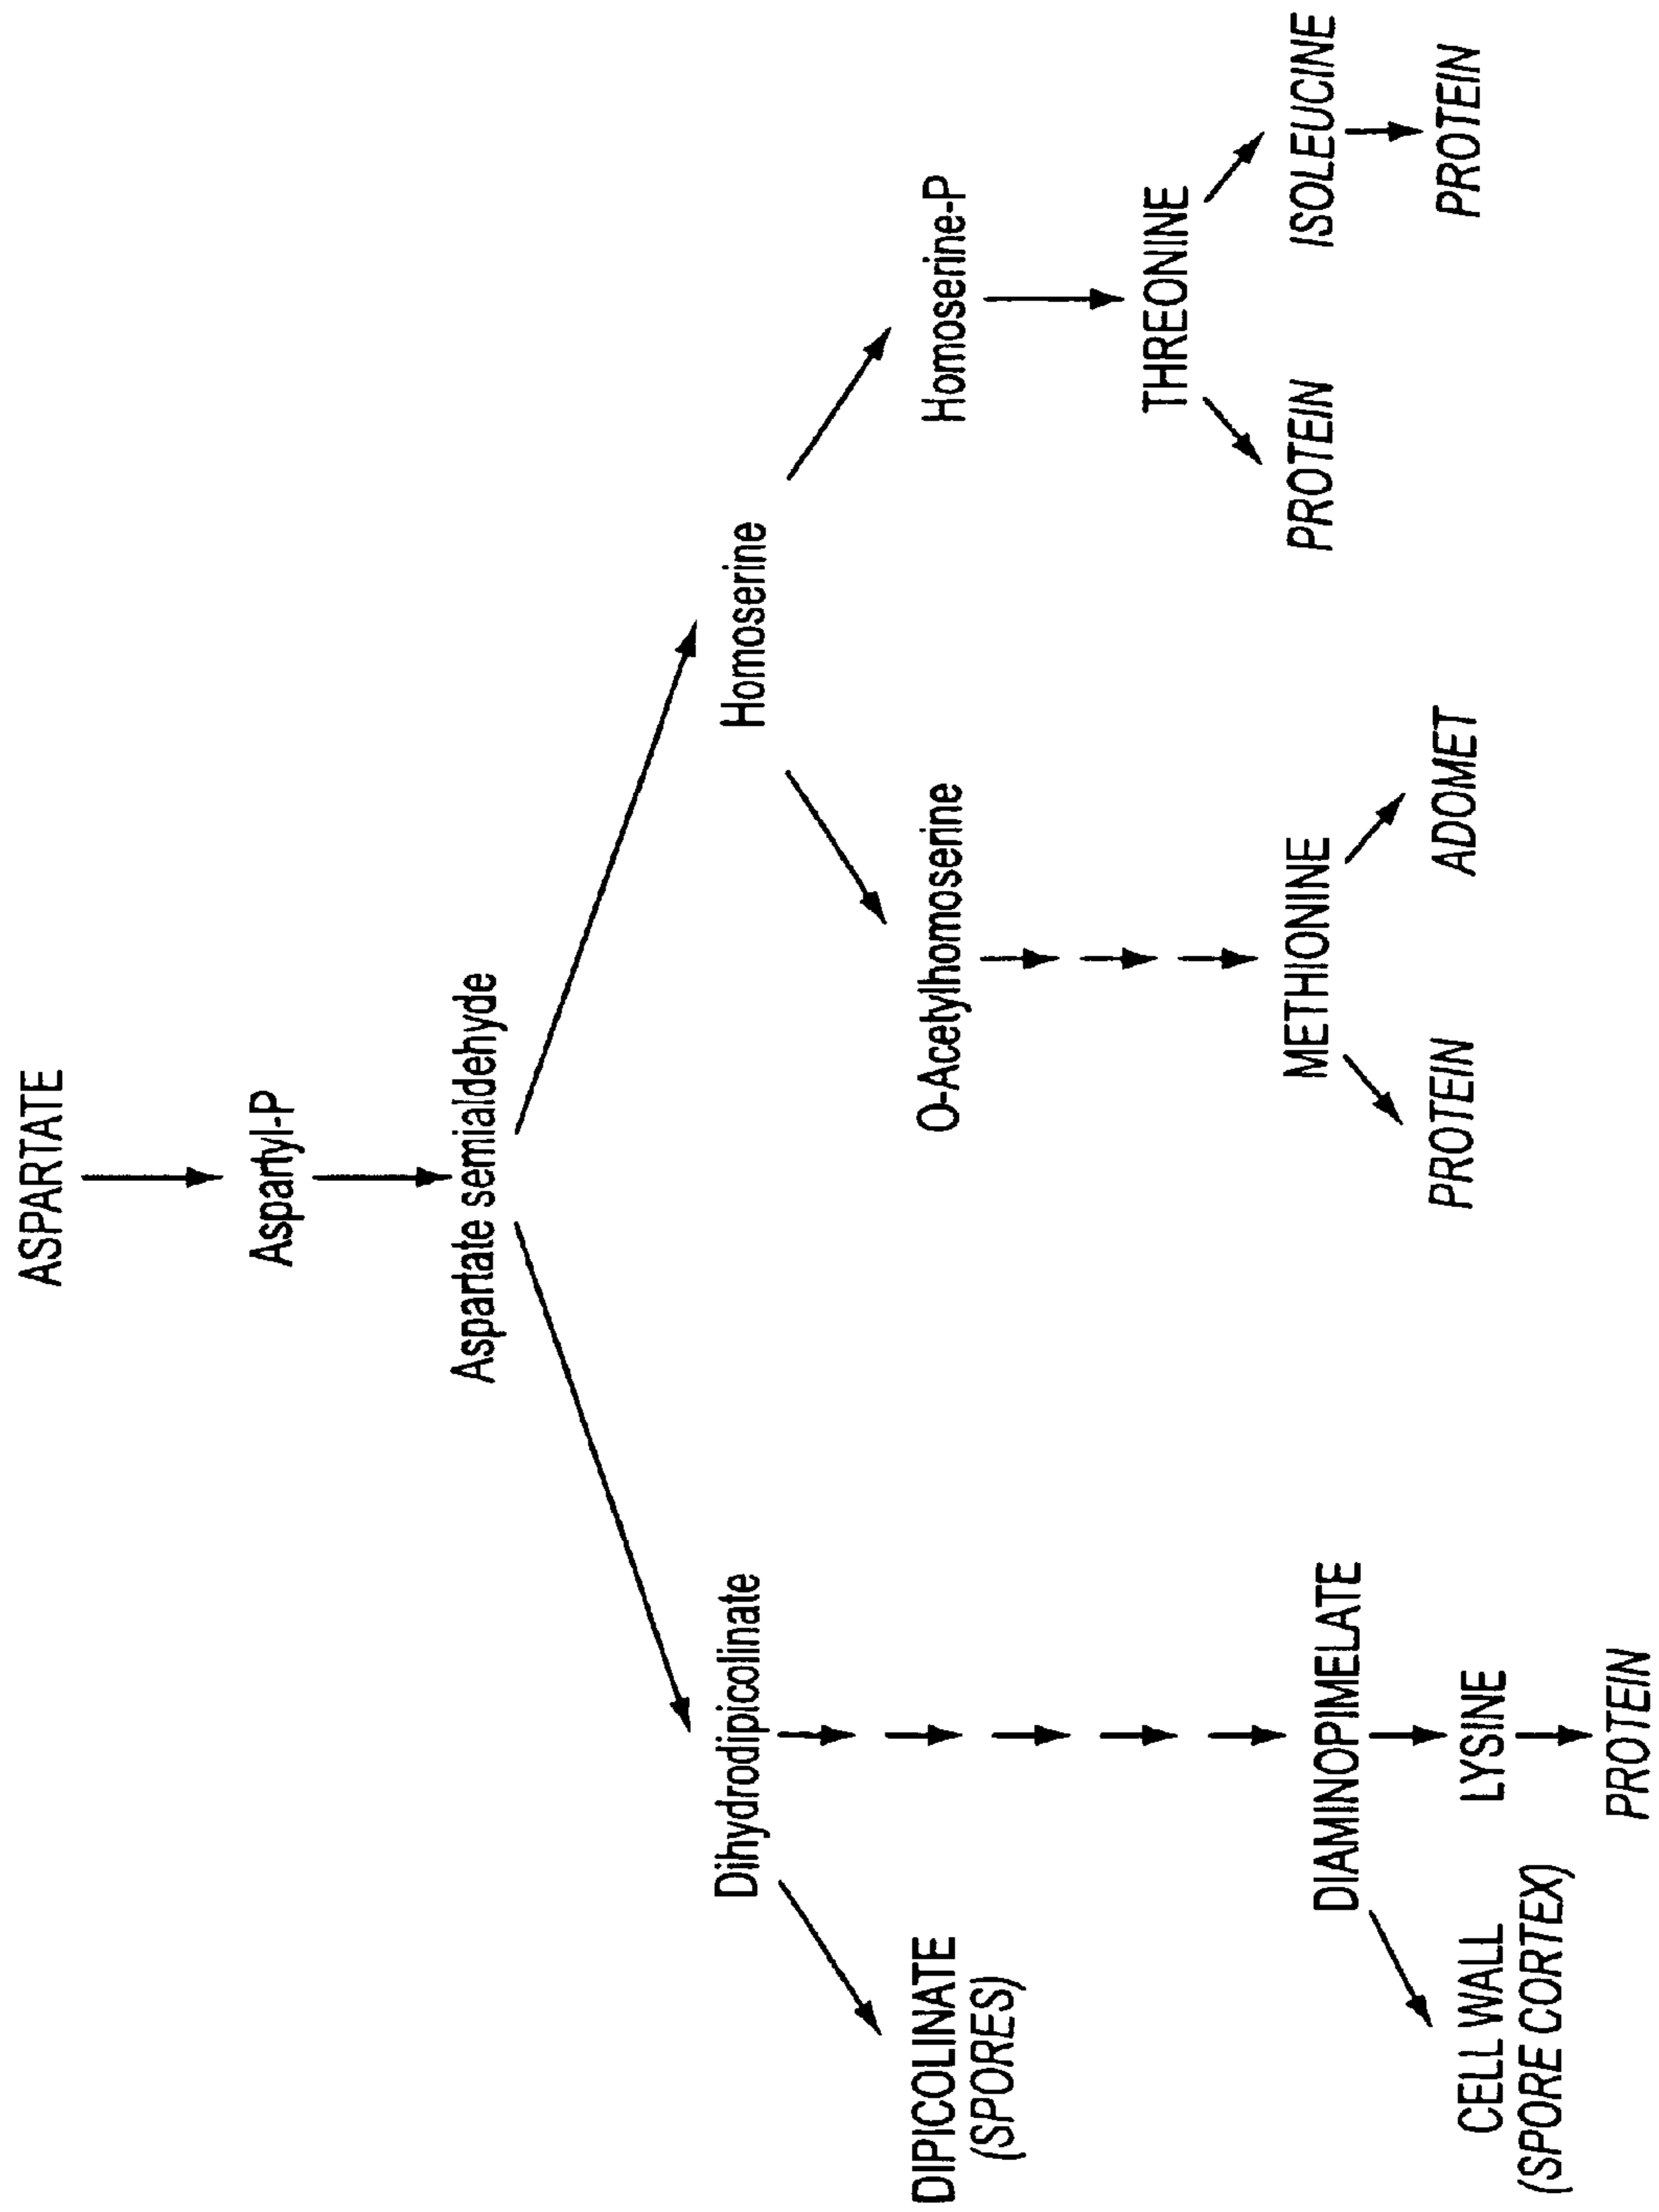 ASPARTATE
Aspartyl-P
Aspartate semialdehyde
Dihydrodipicolinate
Homoserine
DIPICOLINATE
(SPORES)
O-Acetylhomoserine
Homoserine-P
THREONINE
DIAMINOPIMELATE
METHIONINE
PROTEIN
ISOLEUCINE
CELL WALL
(SPORE CORTEX)
LYSINE
PROTEIN
ADOMET
PROTEIN
PROTEIN